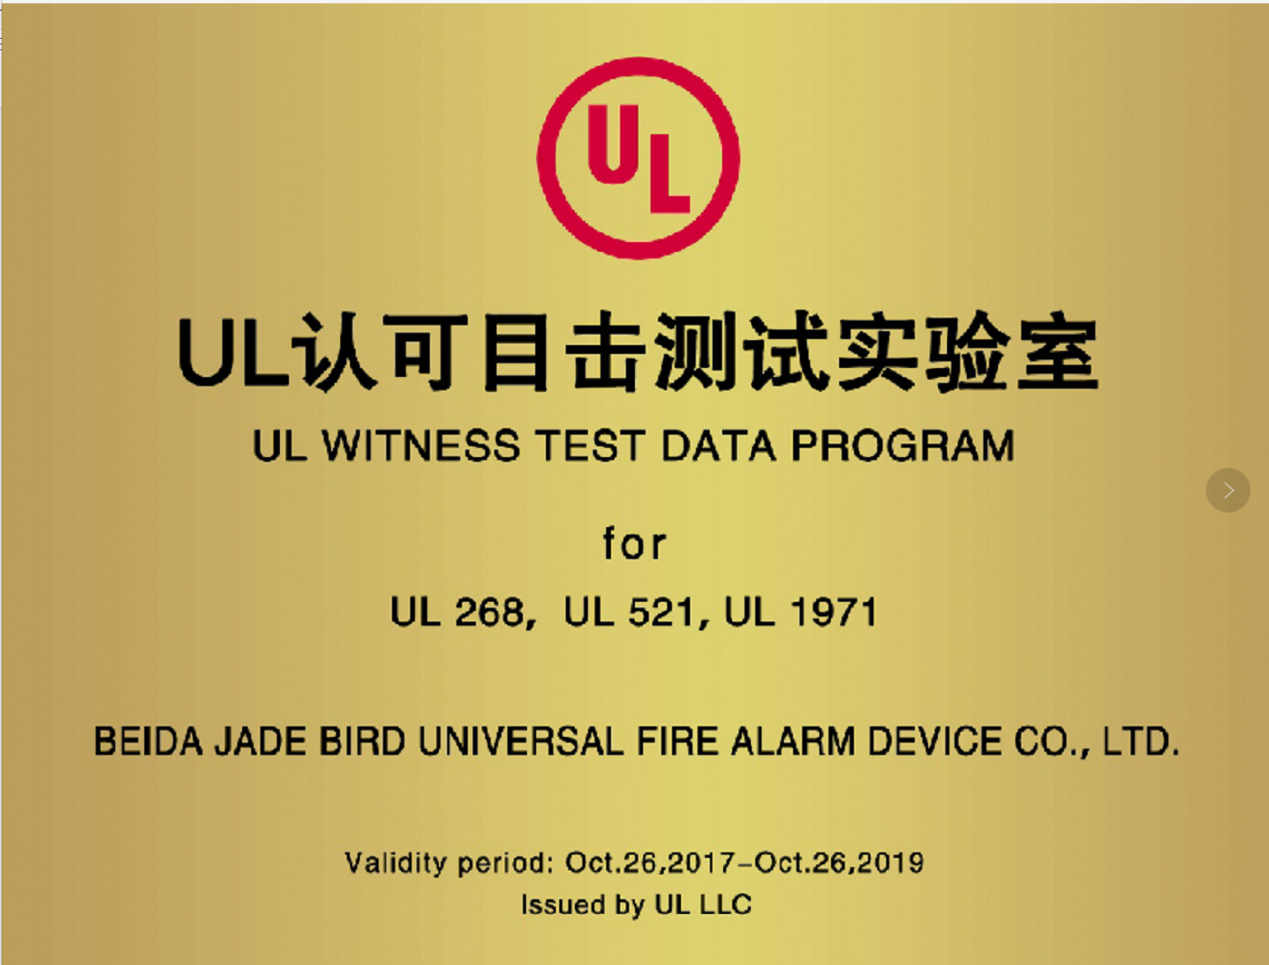 UL
UL认可目击测试实验室
UL WITNESS TEST DATA PROGRAM
for
UL 268, UL 521, UL 1971
BEIDA JADE BIRD UNIVERSAL FIRE ALARM DEVICE CO., LTD.
Validity period: Oct.26,2017–Oct.26,2019
Issued by UL LLC